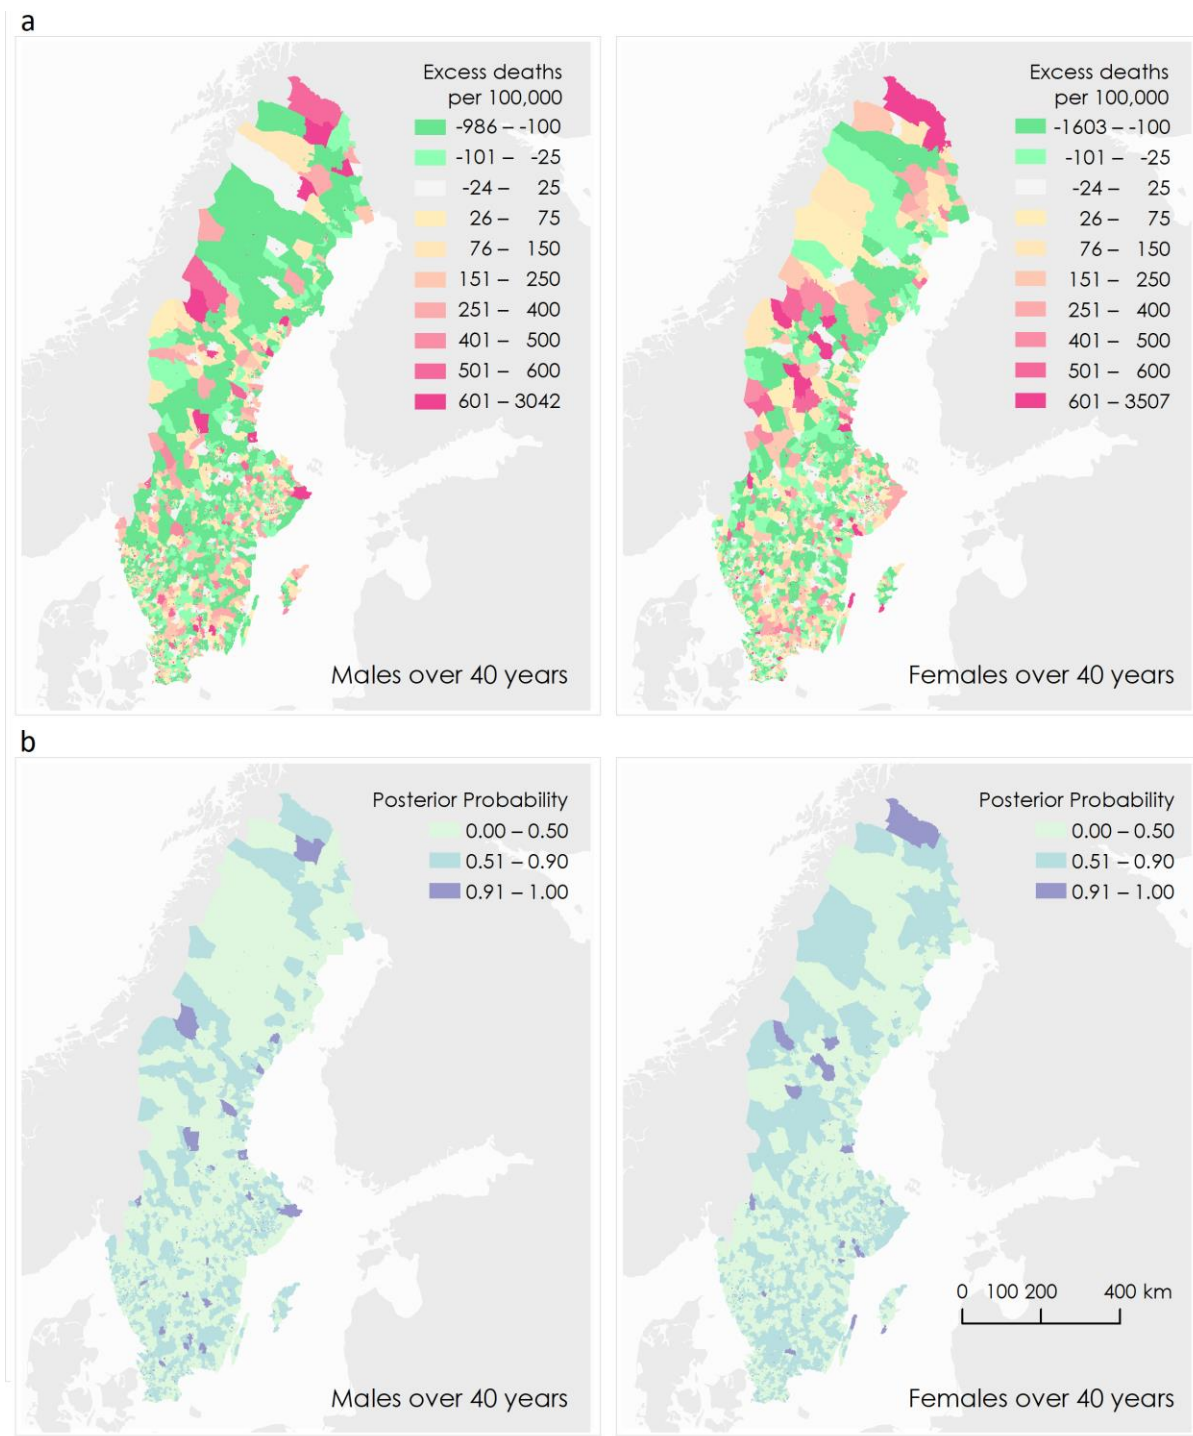 a
Excess deaths
per 100,000
-986 – -100
-101 – -25
-24 – 25
26 – 75
76 – 150
151 – 250
251 – 400
401 – 500
501 – 600
601 – 3042
Males over 40 years
Excess deaths
per 100,000
-1603 – -100
-101 – -25
-24 – 25
26 – 75
76 – 150
151 – 250
251 – 400
401 – 500
501 – 600
601 – 3507
Females over 40 years
b
Posterior Probability
0.00 – 0.50
0.51 – 0.90
0.91 – 1.00
Males over 40 years
Posterior Probability
0.00 – 0.50
0.51 – 0.90
0.91 – 1.00
0 100 200 400 km
Females over 40 years